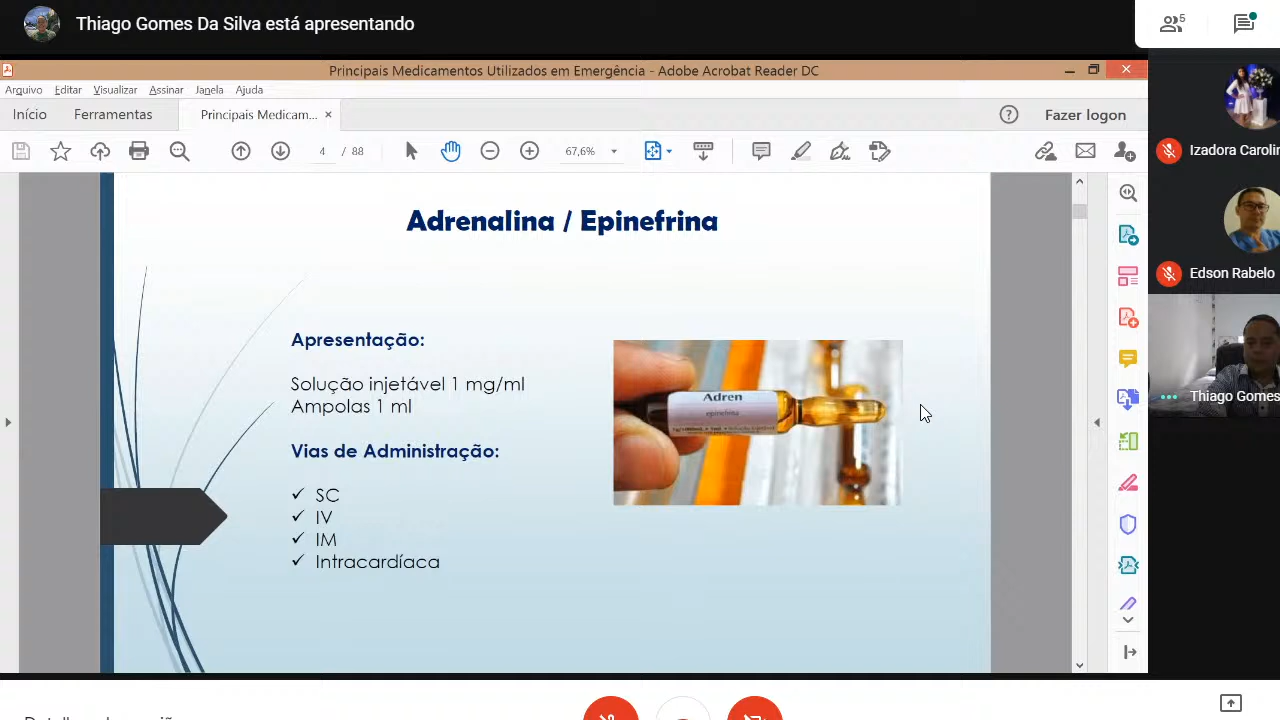 Thiago Gomes Da Silva está apresentando
5
Principais Medicamentos Utilizados em Emergência - Adobe Acrobat Reader DC
Arquivo Editar Visualizar Assinar Janela Ajuda
Início Ferramentas Principais Medicam... × Fazer logon
4 / 88 67,6%
Adrenalina / Epinefrina
Apresentação:
Solução injetável 1 mg/ml
Ampolas 1 ml
Vias de Administração:
✓ SC
✓ IV
✓ IM
✓ Intracardíaca
Adren
epinefrina
Izadora Carolin
Edson Rabelo
Thiago Gomes